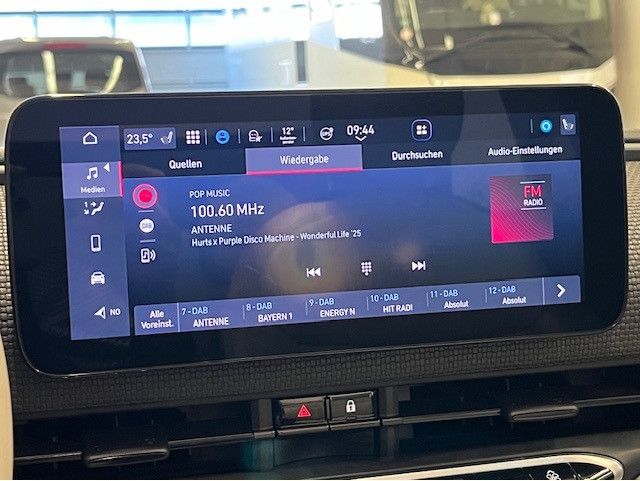 23,5°
12°
09:44
Quellen
Wiedergabe
Durchsuchen
Audio-Einstellungen
Medien
NO
DAB
POP MUSIC
100.60 MHz
ANTENNE
Hurts x Purple Disco Machine - Wonderful Life '25
FM
RADIO
Alle
Voreinst.
7 - DAB
ANTENNE
8 - DAB
BAYERN 1
9 - DAB
ENERGY N
10 - DAB
HIT RADI
11 - DAB
Absolut
12 - DAB
Absolut